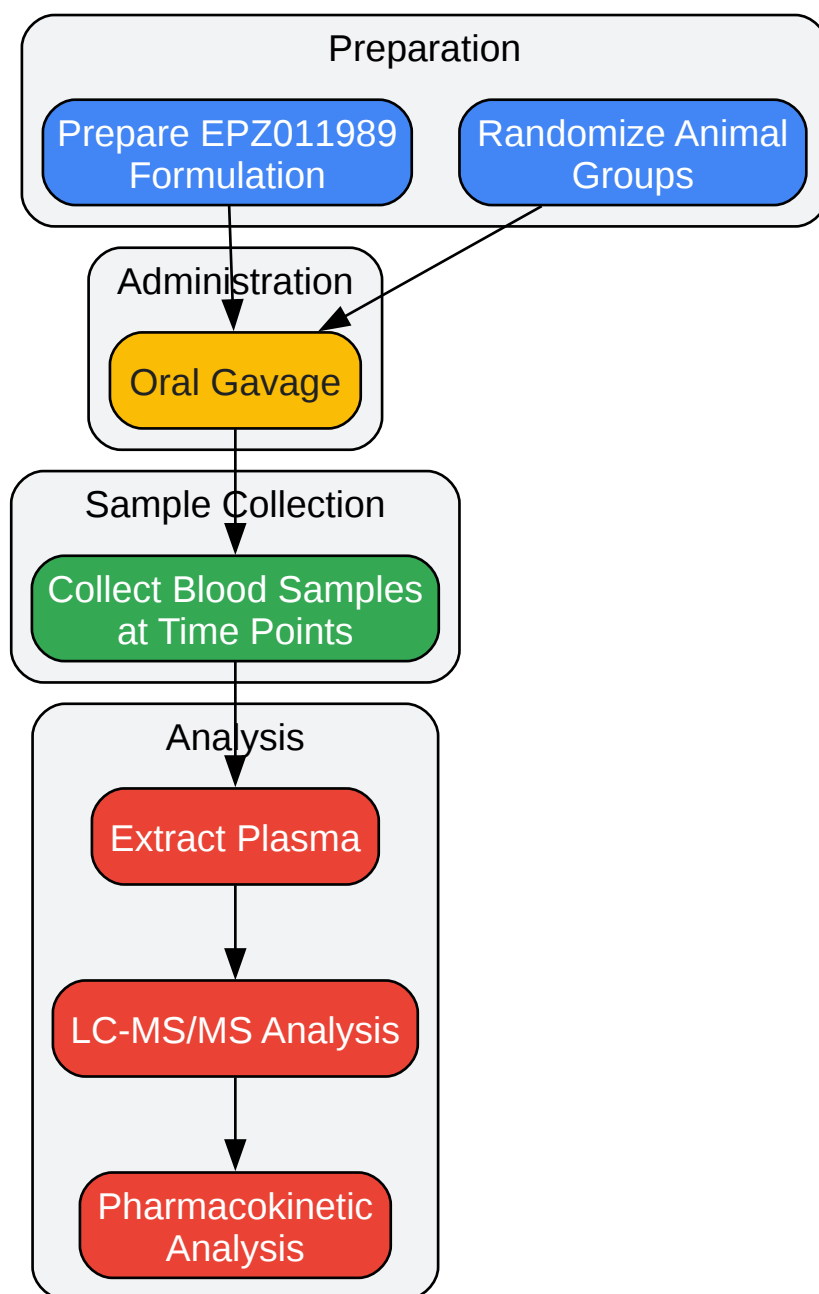 Preparation
Prepare EPZ011989
Formulation
Randomize Animal
Groups
Administration
Oral Gavage
Sample Collection
Collect Blood Samples
at Time Points
Analysis
Extract Plasma
LC-MS/MS Analysis
Pharmacokinetic
Analysis